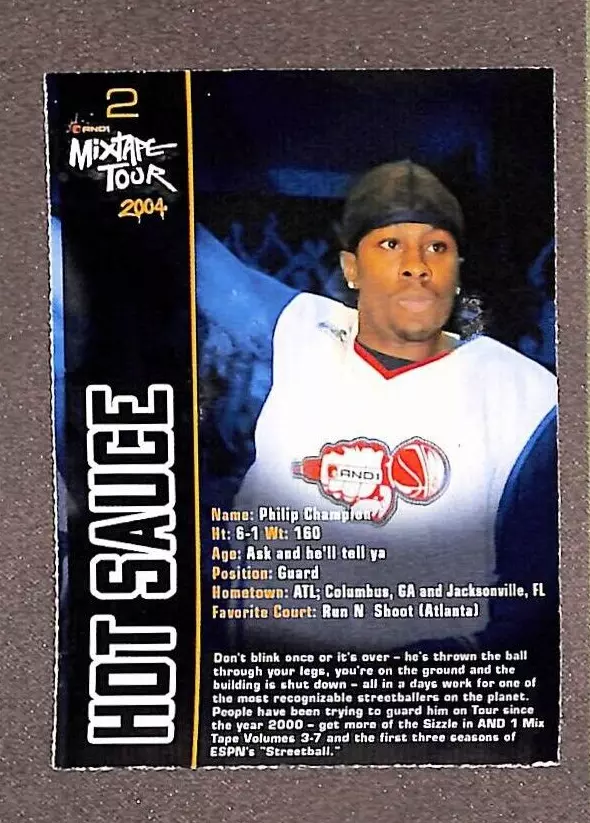 2
AND1
MIXTAPE
TOUR
2004
HOT SAUCE
AND1
Name: Philip Champion
Ht: 6-1 Wt: 160
Age: Ask and he'll tell ya
Position: Guard
Hometown: ATL; Columbus, GA and Jacksonville, FL
Favorite Court: Run N Shoot (Atlanta)
Don't blink once or it's over – he's thrown the ball
through your legs, you're on the ground and the
building is shut down – all in a days work for one of
the most recognizable streetballers on the planet.
People have been trying to guard him on Tour since
the year 2000 – get more of the Sizzle in AND 1 Mix
Tape Volumes 3-7 and the first three seasons of
ESPN's "Streetball."